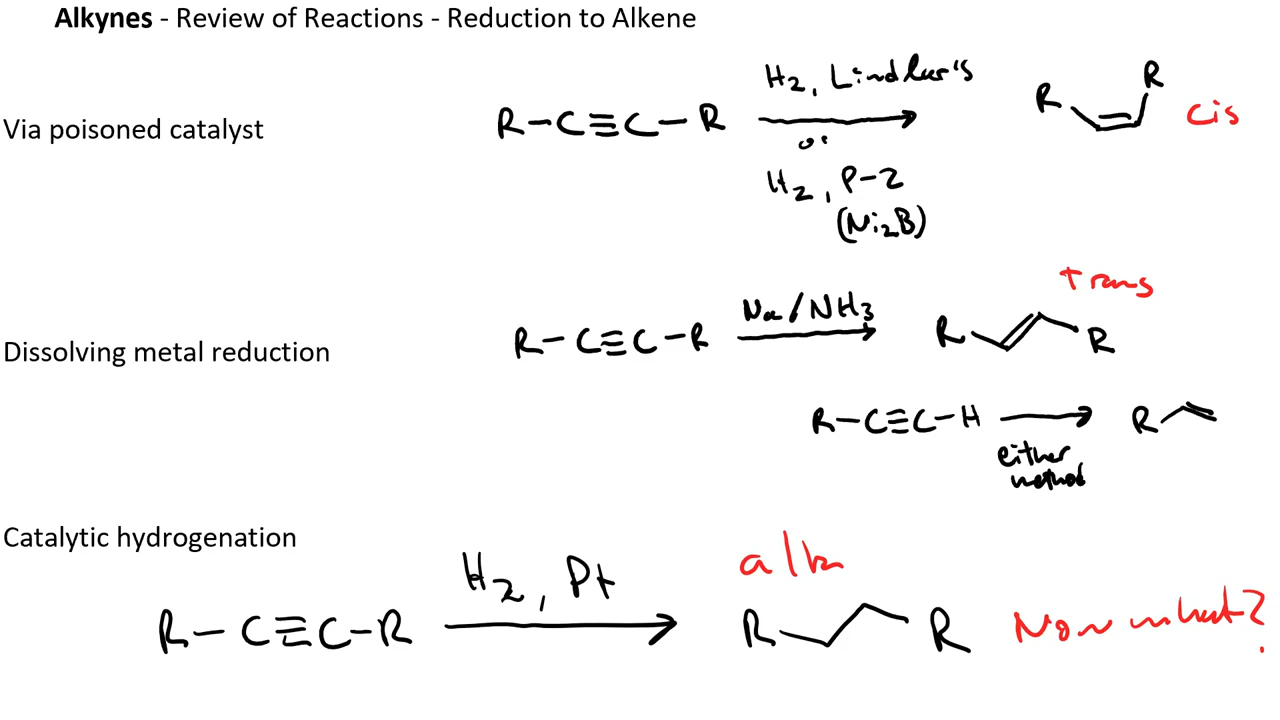 Alkynes - Review of Reactions - Reduction to Alkene
Via poisoned catalyst
R-C≡C-R
H2, Lindlar's
or
H2, P-2
(Ni2B)
R
R
cis
Dissolving metal reduction
R-C≡C-R
Na/NH3
R
R
trans
R-C≡C-H
either
method
R
Catalytic hydrogenation
R-C≡C-R
H2, Pt
alk
R
R
Now what?